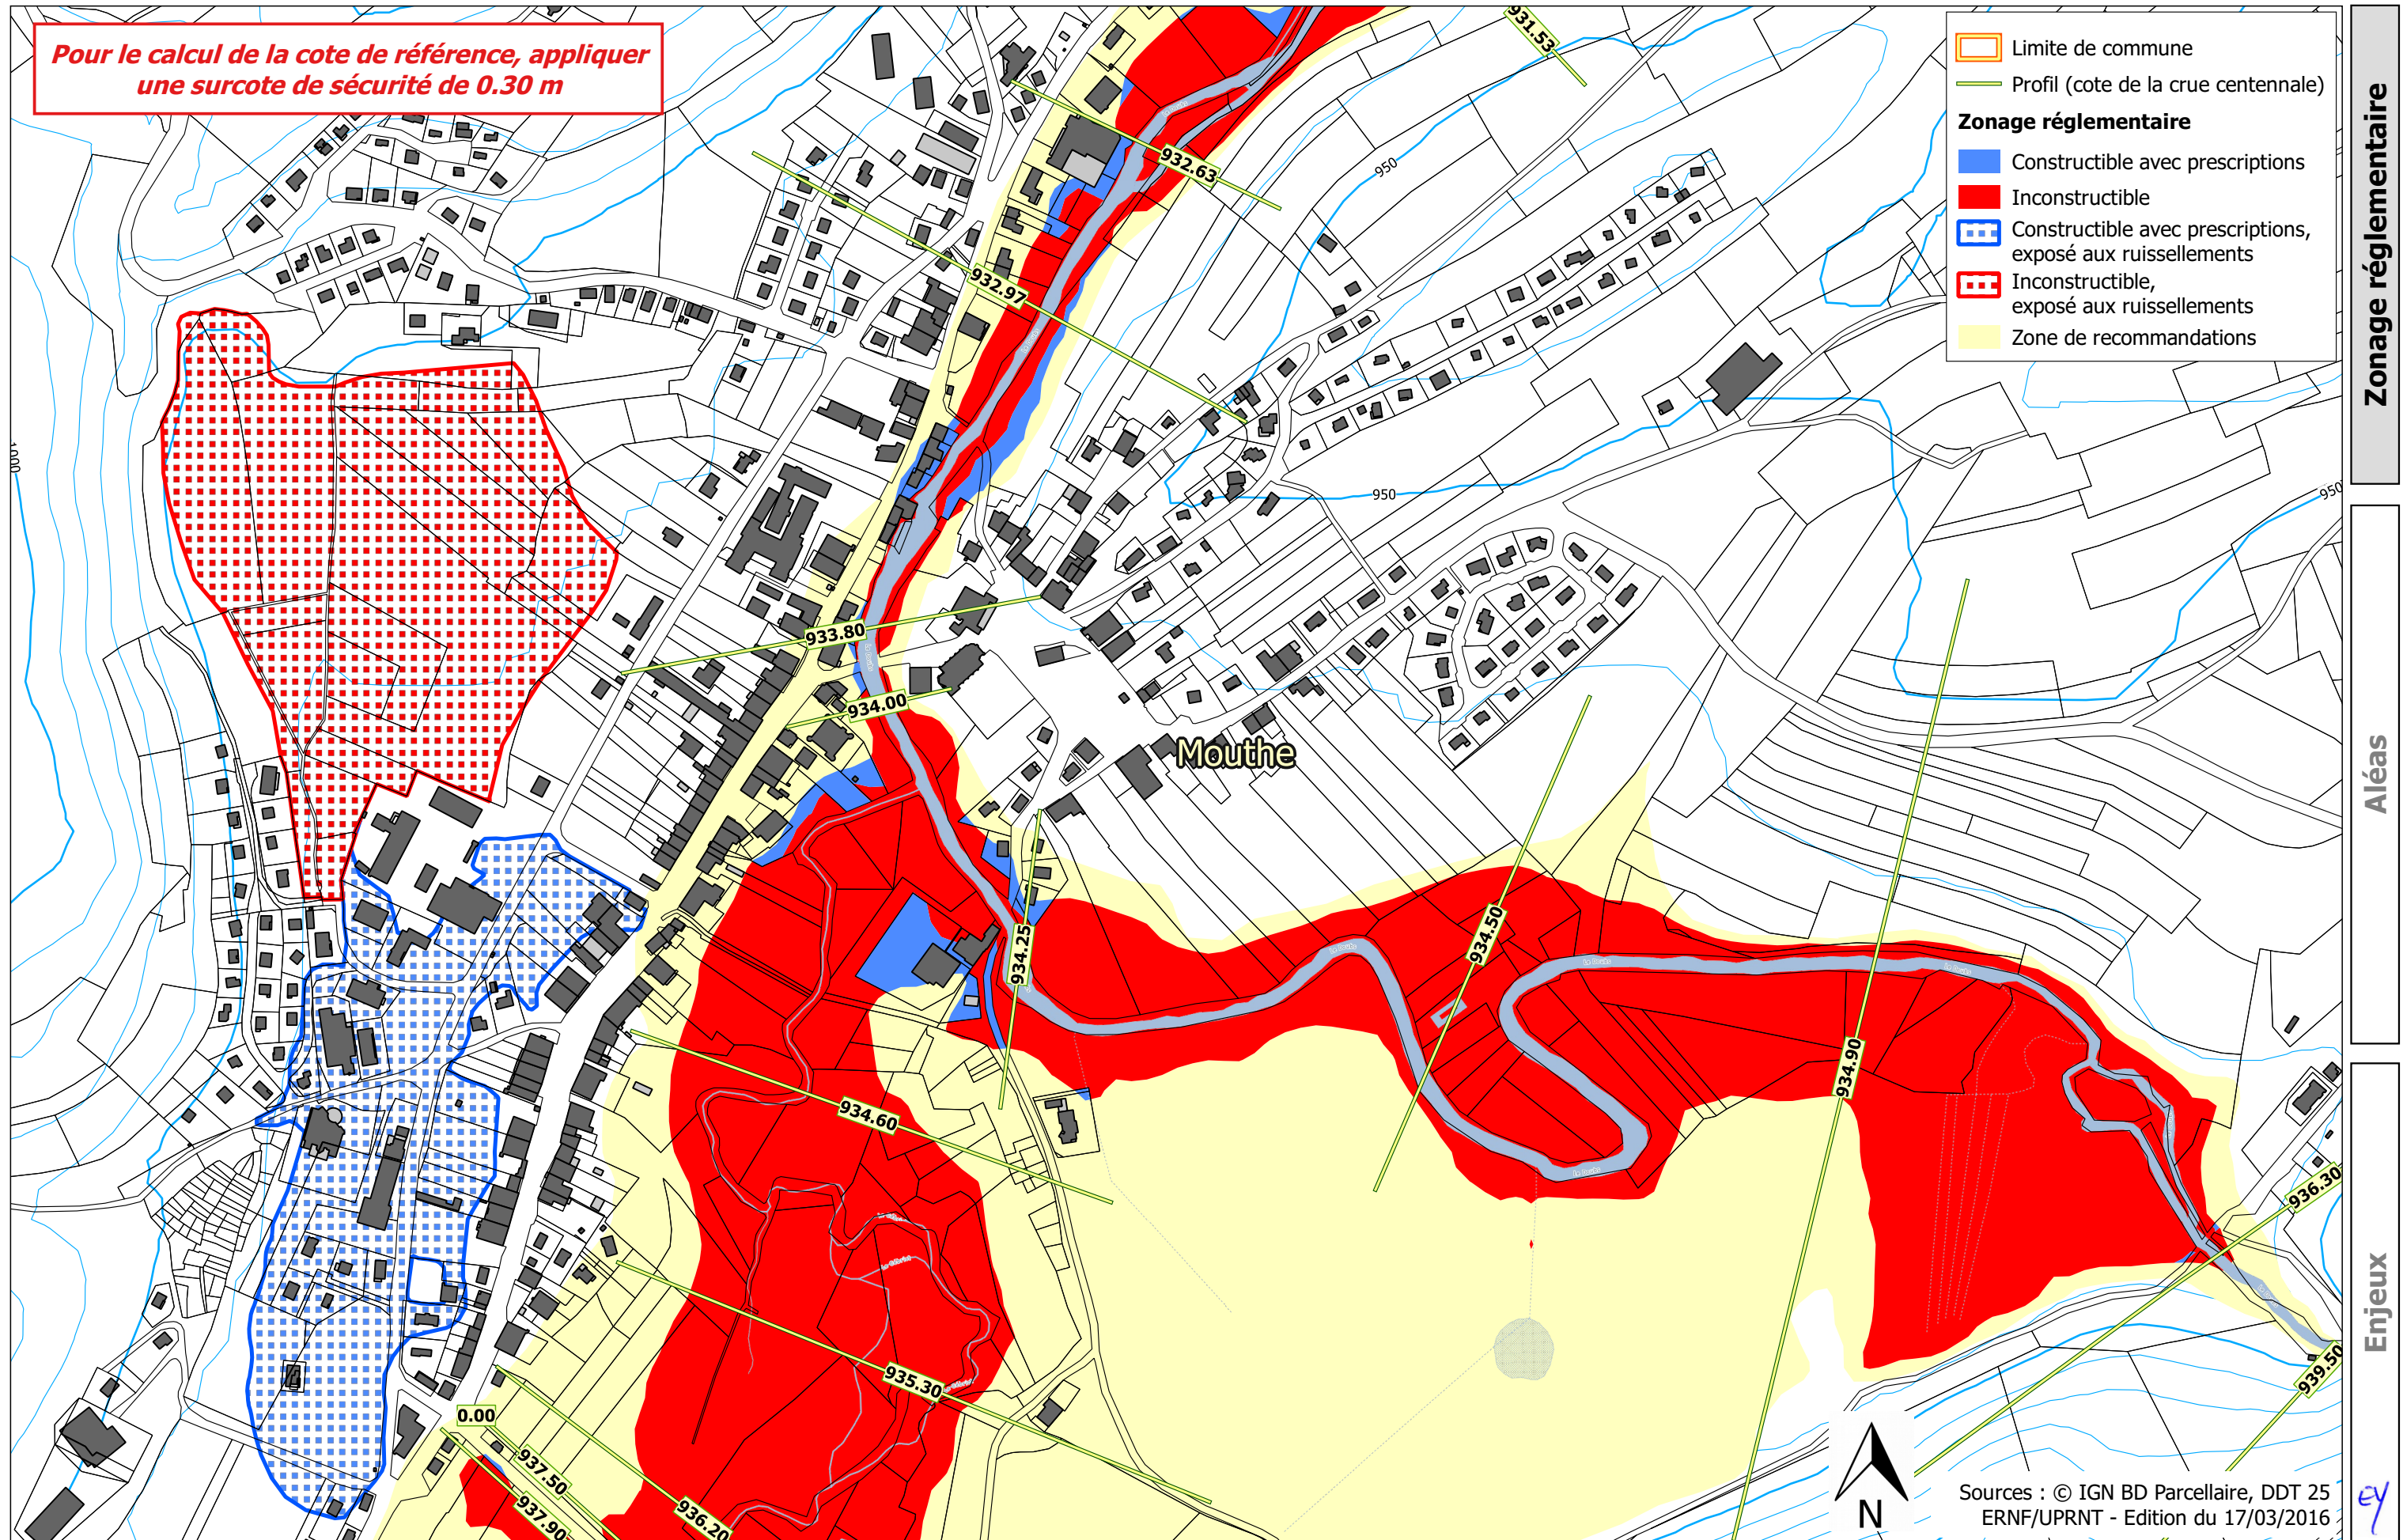 Pour le calcul de la cote de référence, appliquer
une surcote de sécurité de 0.30 m
Limite de commune
Profil (cote de la crue centennale)
Zonage réglementaire
Constructible avec prescriptions
Inconstructible
Constructible avec prescriptions,
exposé aux ruissellements
Inconstructible,
exposé aux ruissellements
Zone de recommandations
Zonage réglementaire
Aléas
Enjeux
931.53
932.63
950
932.97
1000
950
950
933.80
934.00
Mouthe
934.25
934.50
934.90
934.60
936.30
935.30
939.50
0.00
937.50
937.90
936.20
N
Sources : © IGN BD Parcellaire, DDT 25
ERNF/UPRNT - Edition du 17/03/2016
EY